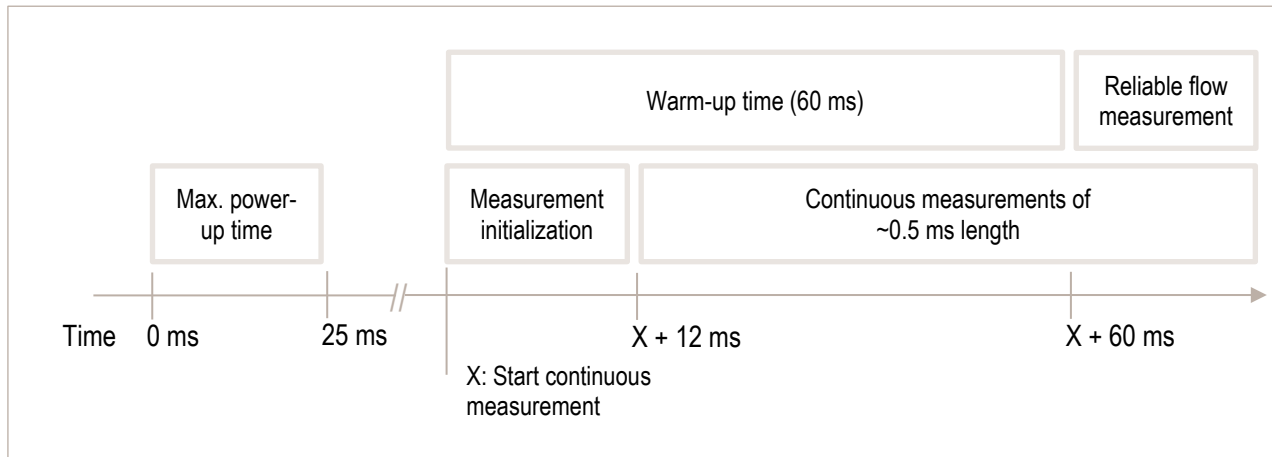 Warm-up time (60 ms)
Reliable flow
measurement
Max. power-
up time
Measurement
initialization
Continuous measurements of
~0.5 ms length
Time
0 ms
25 ms
X + 12 ms
X + 60 ms
X: Start continuous
measurement